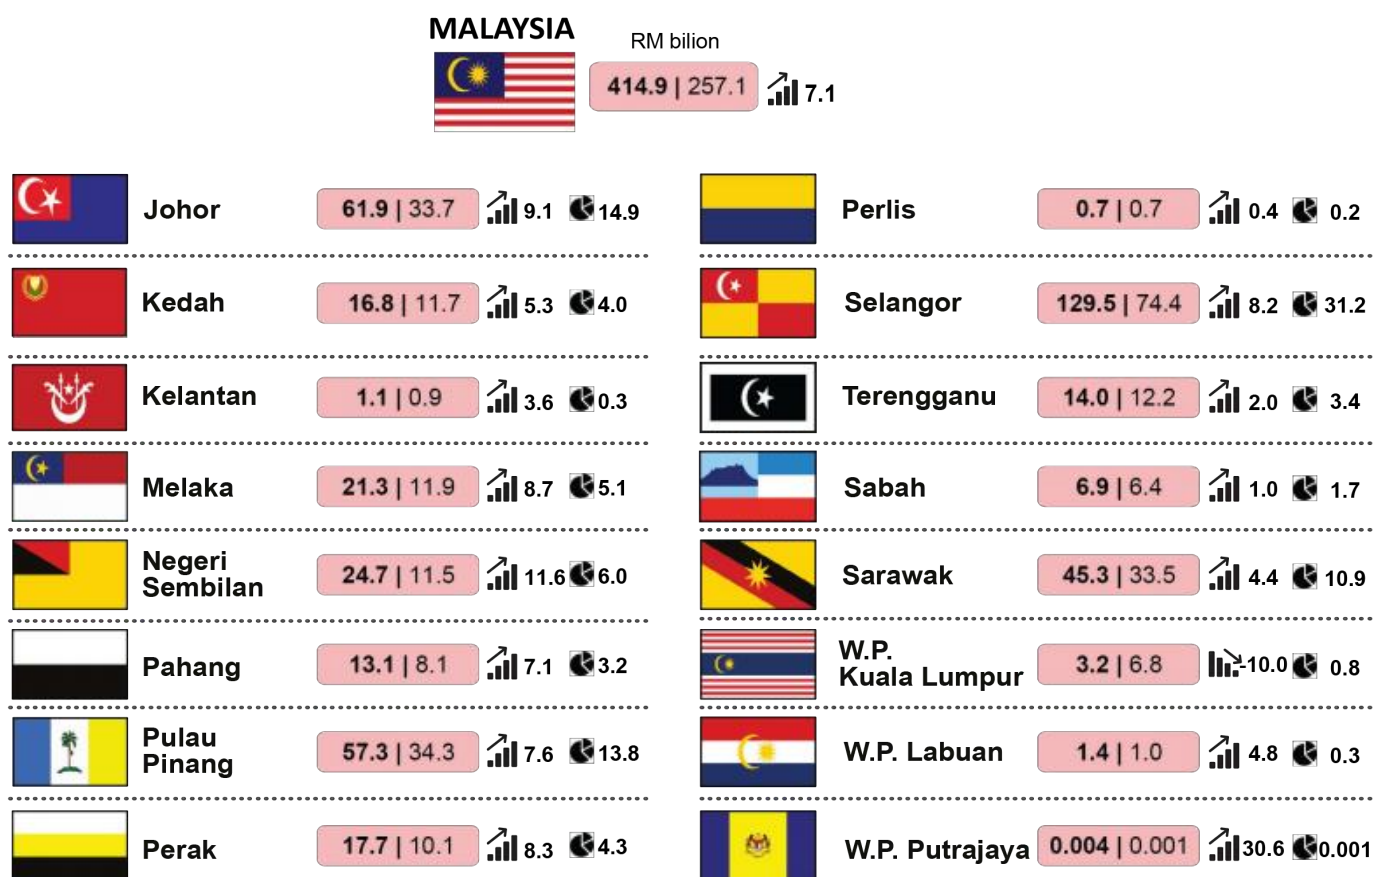 MALAYSIA
RM bilion
414.9 | 257.1 7.1
Johor 61.9 | 33.7 9.1 14.9
Kedah 16.8 | 11.7 5.3 4.0
Kelantan 1.1 | 0.9 3.6 0.3
Melaka 21.3 | 11.9 8.7 5.1
Negeri
Sembilan 24.7 | 11.5 11.6 6.0
Pahang 13.1 | 8.1 7.1 3.2
Pulau
Pinang 57.3 | 34.3 7.6 13.8
Perak 17.7 | 10.1 8.3 4.3
Perlis 0.7 | 0.7 0.4 0.2
Selangor 129.5 | 74.4 8.2 31.2
Terengganu 14.0 | 12.2 2.0 3.4
Sabah 6.9 | 6.4 1.0 1.7
Sarawak 45.3 | 33.5 4.4 10.9
W.P.
Kuala Lumpur 3.2 | 6.8 -10.0 0.8
W.P. Labuan 1.4 | 1.0 4.8 0.3
W.P. Putrajaya 0.004 | 0.001 30.6 0.001